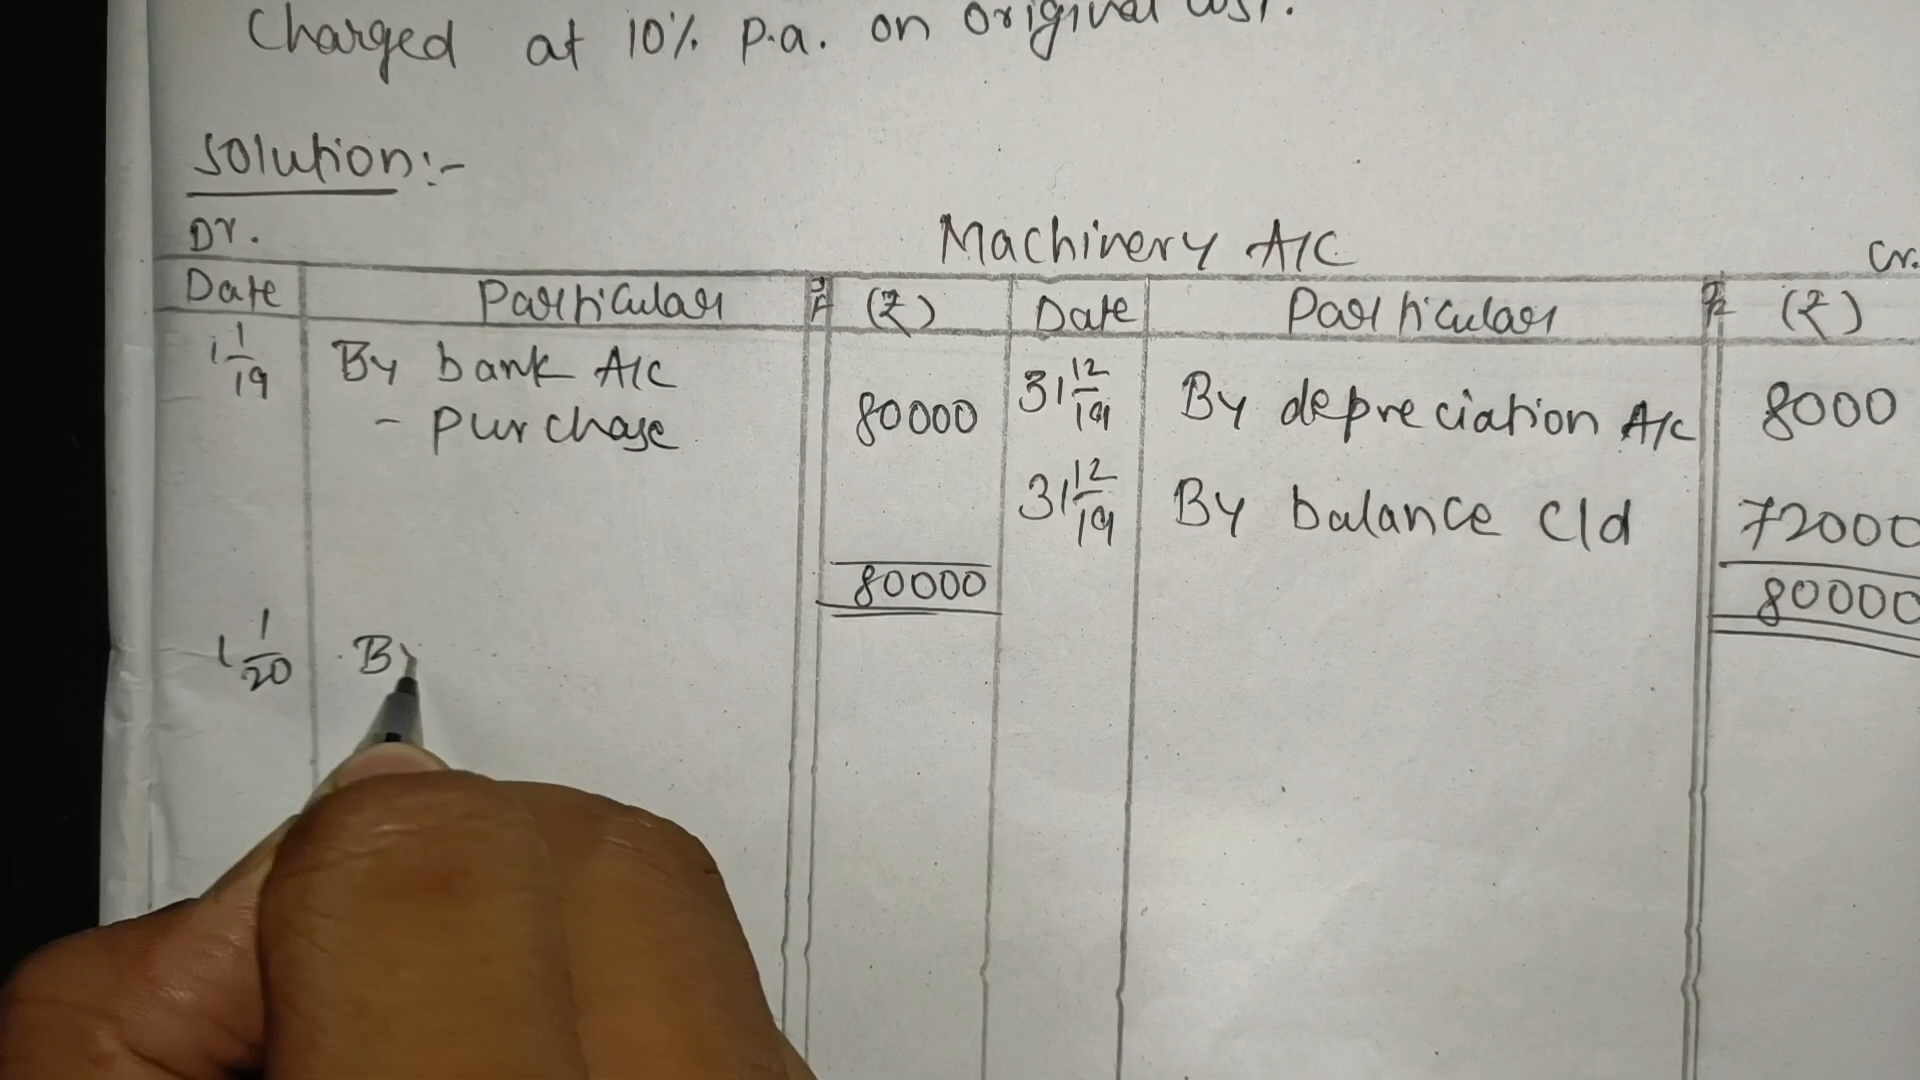 Charged at 10% p.a. on original cost.
Solution:-
Dr. Machinery A/C Cr.
Date Particular (₹) Date Particular (₹)
1 1/19 By bank A/C
- purchase 80000 31 12/19 By depreciation A/C 8000
31 12/19 By balance c/d 72000
80000 80000
1 1/20 By